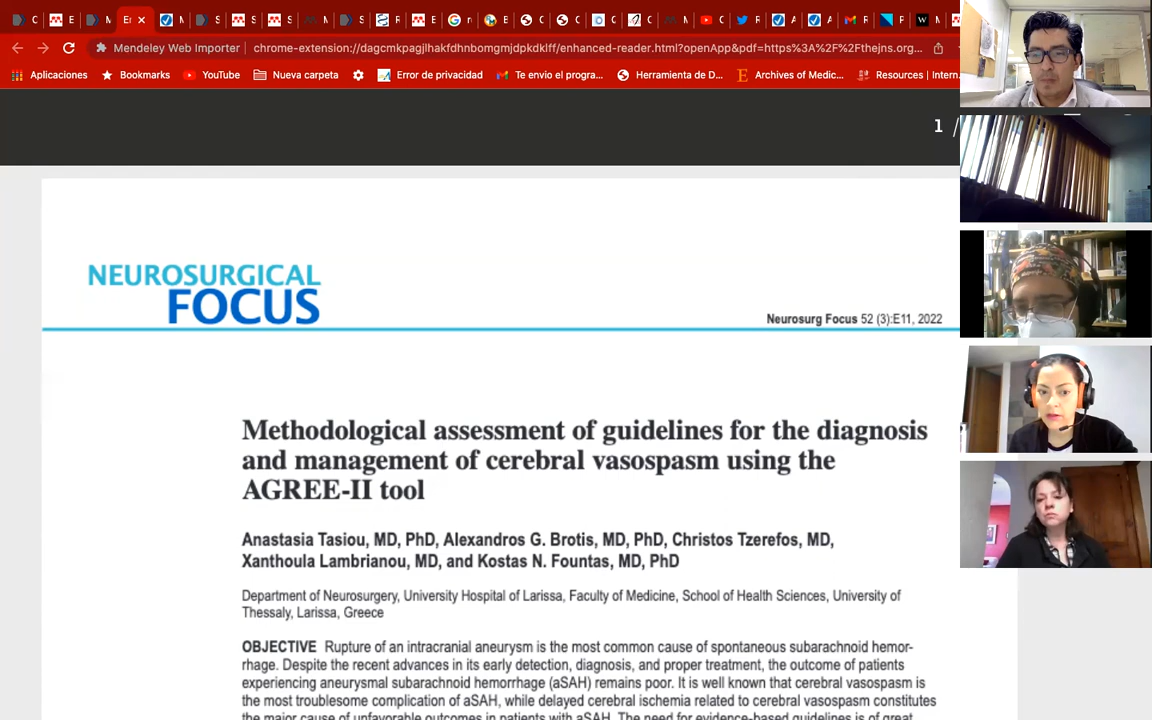 Mendeley Web Importer
chrome-extension://dagcmkpagjlhakfdhnbomgmjdpkdklff/enhanced-reader.html?openApp&pdf=https%3A%2F%2Fthejns.org...
Aplicaciones
Bookmarks
YouTube
Nueva carpeta
Error de privacidad
Te envio el progra...
Herramienta de D...
Archives of Medic...
Resources | Intern...
1 /
NEUROSURGICAL
FOCUS
Neurosurg Focus 52 (3):E11, 2022
Methodological assessment of guidelines for the diagnosis
and management of cerebral vasospasm using the
AGREE-II tool
Anastasia Tasiou, MD, PhD, Alexandros G. Brotis, MD, PhD, Christos Tzerefos, MD,
Xanthoula Lambrianou, MD, and Kostas N. Fountas, MD, PhD
Department of Neurosurgery, University Hospital of Larissa, Faculty of Medicine, School of Health Sciences, University of
Thessaly, Larissa, Greece
OBJECTIVE Rupture of an intracranial aneurysm is the most common cause of spontaneous subarachnoid hemor-
rhage. Despite the recent advances in its early detection, diagnosis, and proper treatment, the outcome of patients
experiencing aneurysmal subarachnoid hemorrhage (aSAH) remains poor. It is well known that cerebral vasospasm is
the most troublesome complication of aSAH, while delayed cerebral ischemia related to cerebral vasospasm constitutes
the major cause of unfavorable outcomes in patients with aSAH. The need for evidence-based guidelines is of great